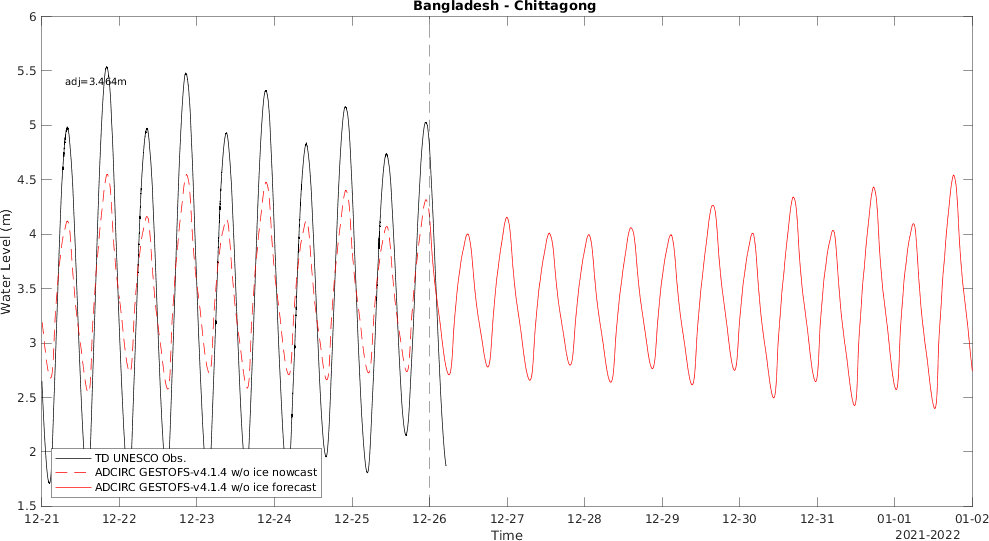 Bangladesh - Chittagong
6
5.5
5
4.5
4
3.5
3
2.5
2
1.5
Water Level (m)
adj=3.464m
TD UNESCO Obs.
ADCIRC GESTOFS-v4.1.4 w/o ice nowcast
ADCIRC GESTOFS-v4.1.4 w/o ice forecast
12-21 12-22 12-23 12-24 12-25 12-26 12-27 12-28 12-29 12-30 12-31 01-01 01-02
Time
2021-2022